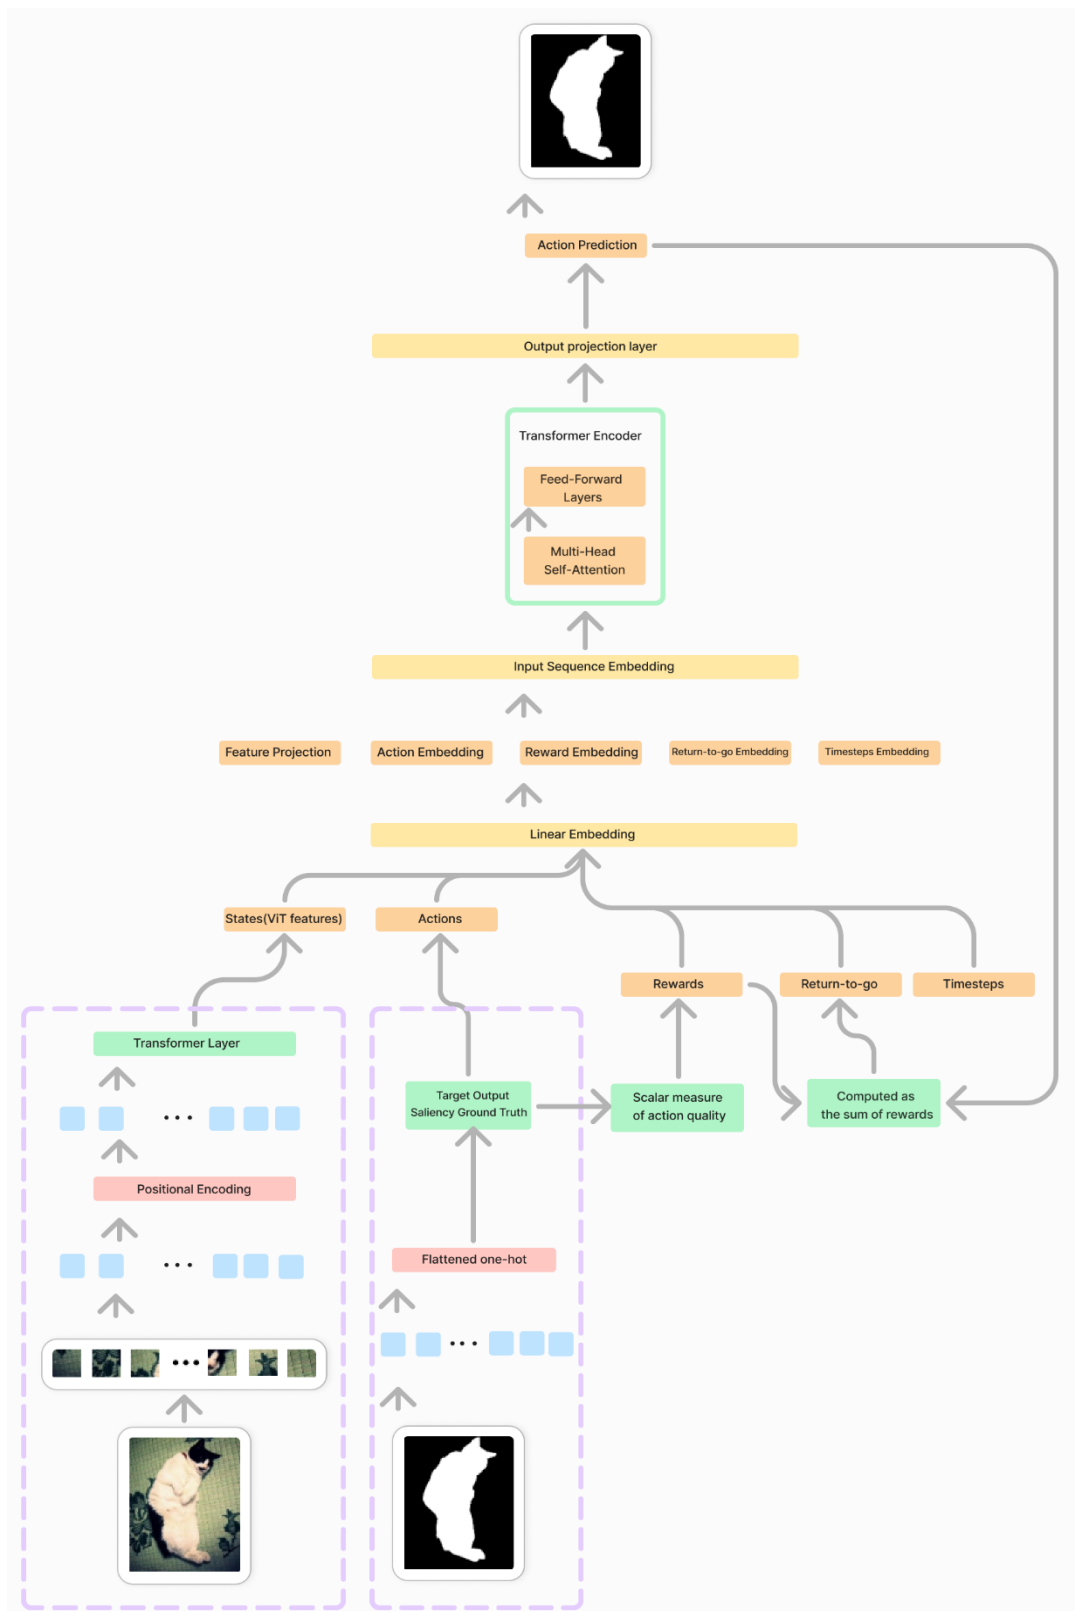 Action Prediction
Output projection layer
Transformer Encoder
Feed-Forward
Layers
Multi-Head
Self-Attention
Input Sequence Embedding
Feature Projection
Action Embedding
Reward Embedding
Return-to-go Embedding
Timesteps Embedding
Linear Embedding
States(ViT features)
Actions
Rewards
Return-to-go
Timesteps
Transformer Layer
Target Output
Saliency Ground Truth
Scalar measure
of action quality
Computed as
the sum of rewards
Positional Encoding
Flattened one-hot